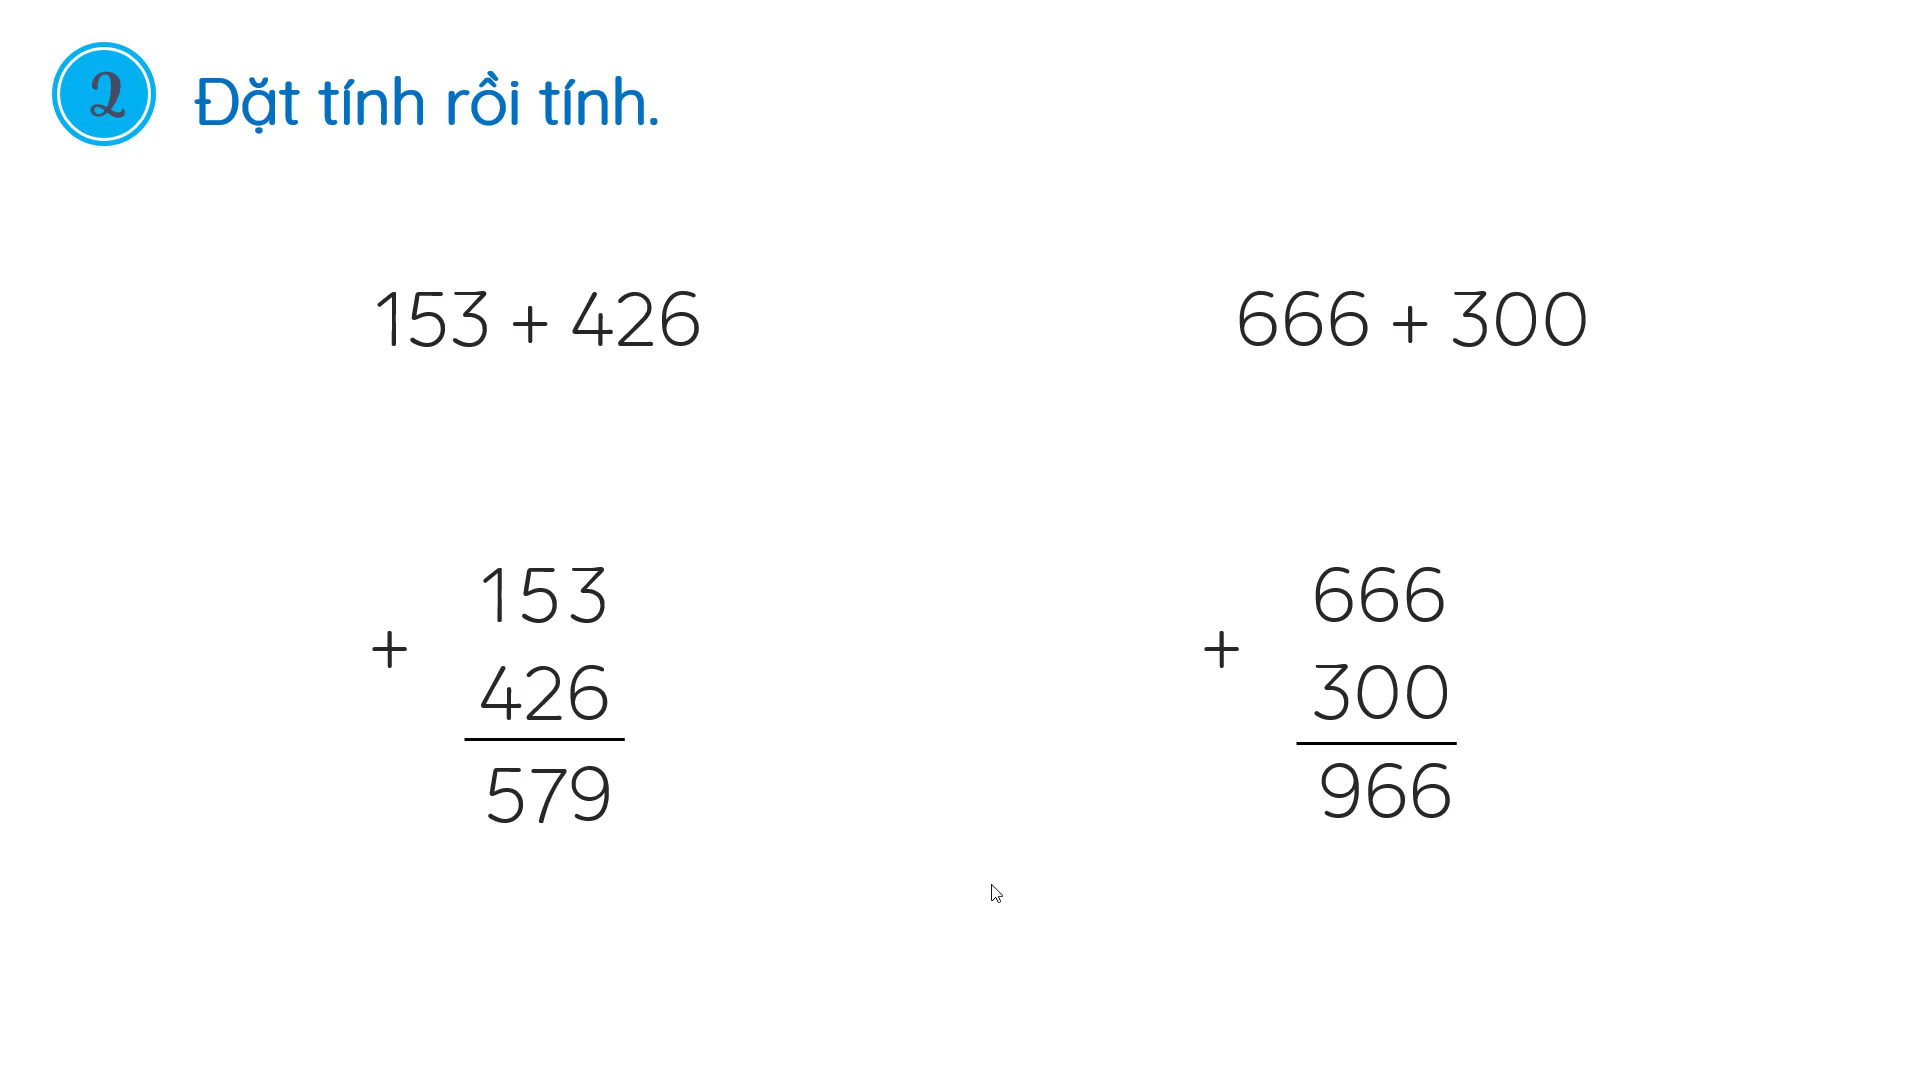 2 Đặt tính rồi tính.
153 + 426
666 + 300
153
+
426
579
666
+
300
966